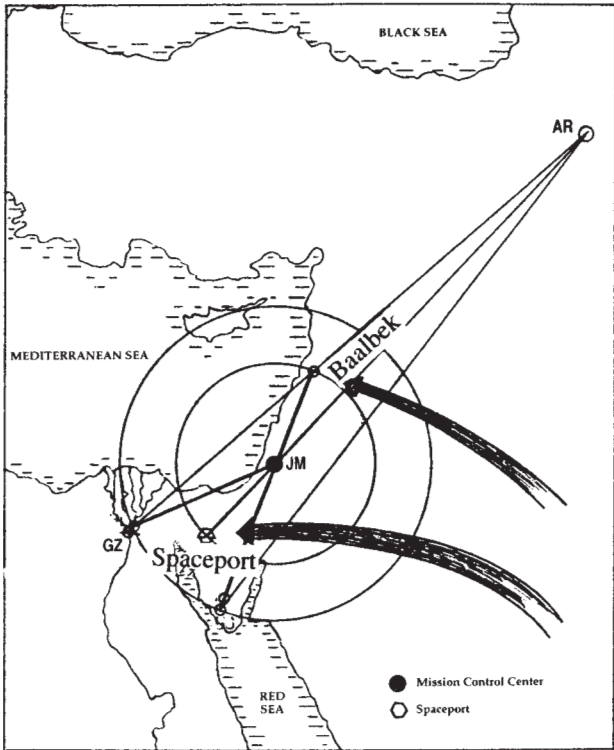 BLACK SEA
AR
Baalbek
MEDITERRANEAN SEA
JM
GZ
Spaceport
RED
SEA
Mission Control Center
Spaceport